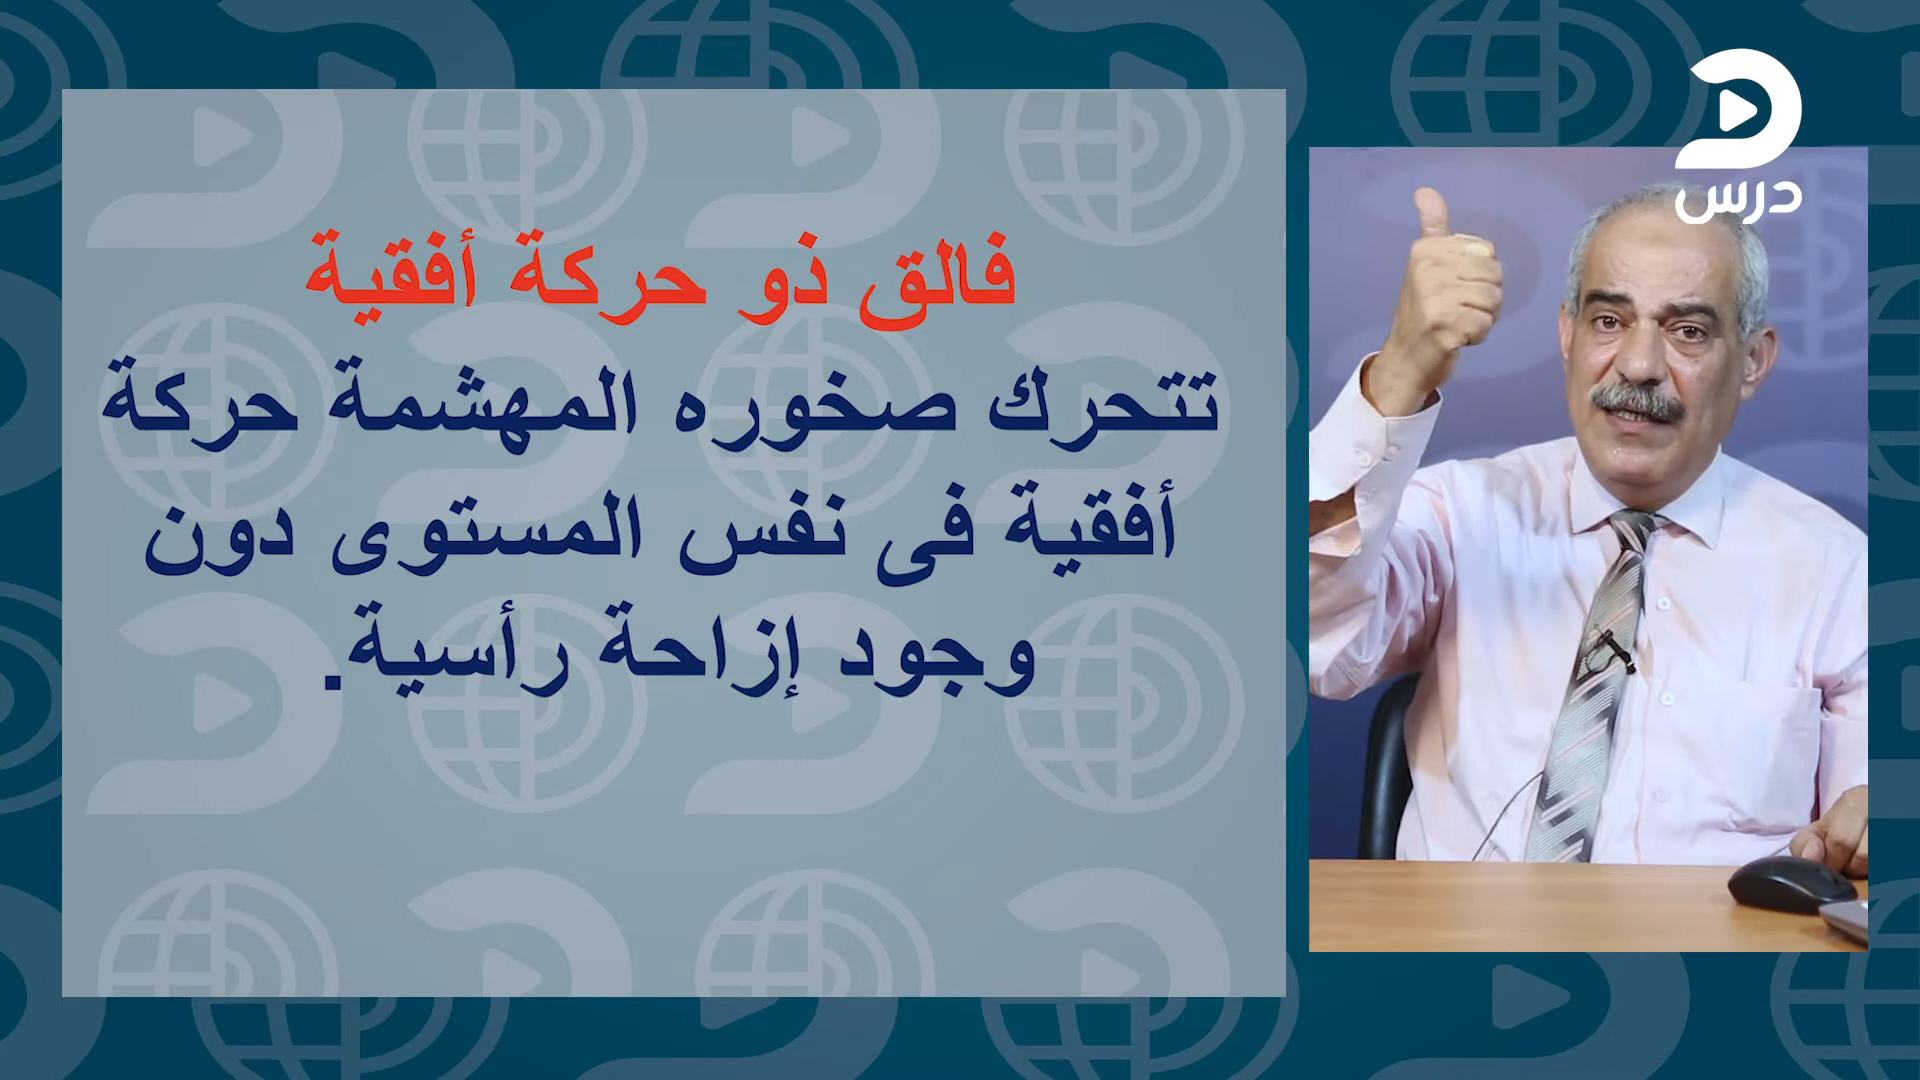 فالق ذو حركة أفقية
تتحرك صخوره المهشمة حركة
أفقية فى نفس المستوى دون
وجود إزاحة رأسية.
درس